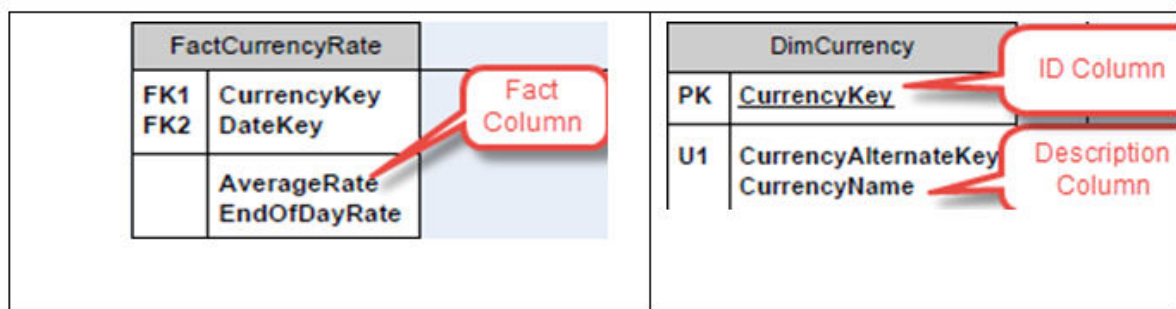 FactCurrencyRate
FK1 CurrencyKey
FK2 DateKey
AverageRate
EndOfDayRate
Fact
Column
DimCurrency
PK CurrencyKey
U1 CurrencyAlternateKey
CurrencyName
ID Column
Description
Column